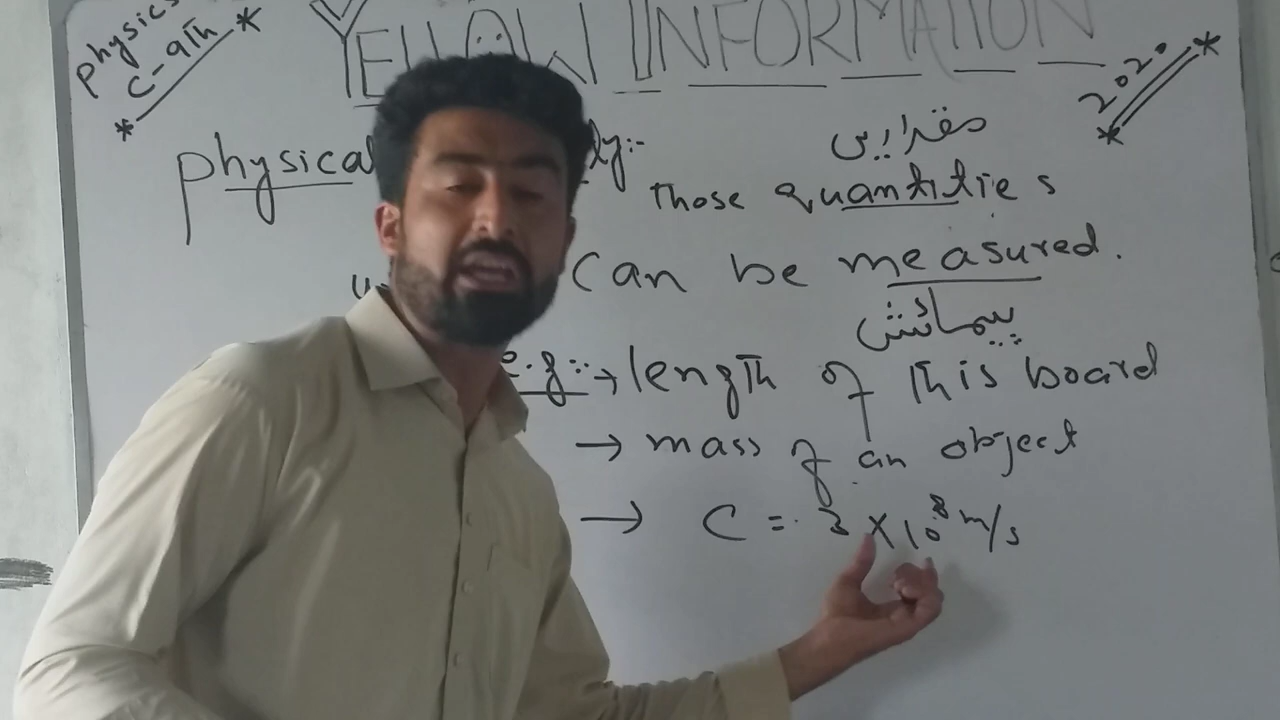 physics
C-9Th
YELLOW INFORMATION
2020
مقداریں
physical ty:-
Those quantities
can be measured.
پیمائش
e.g:- → length of This board
→ mass of an object
→ C = 3 × 10⁸ m/s